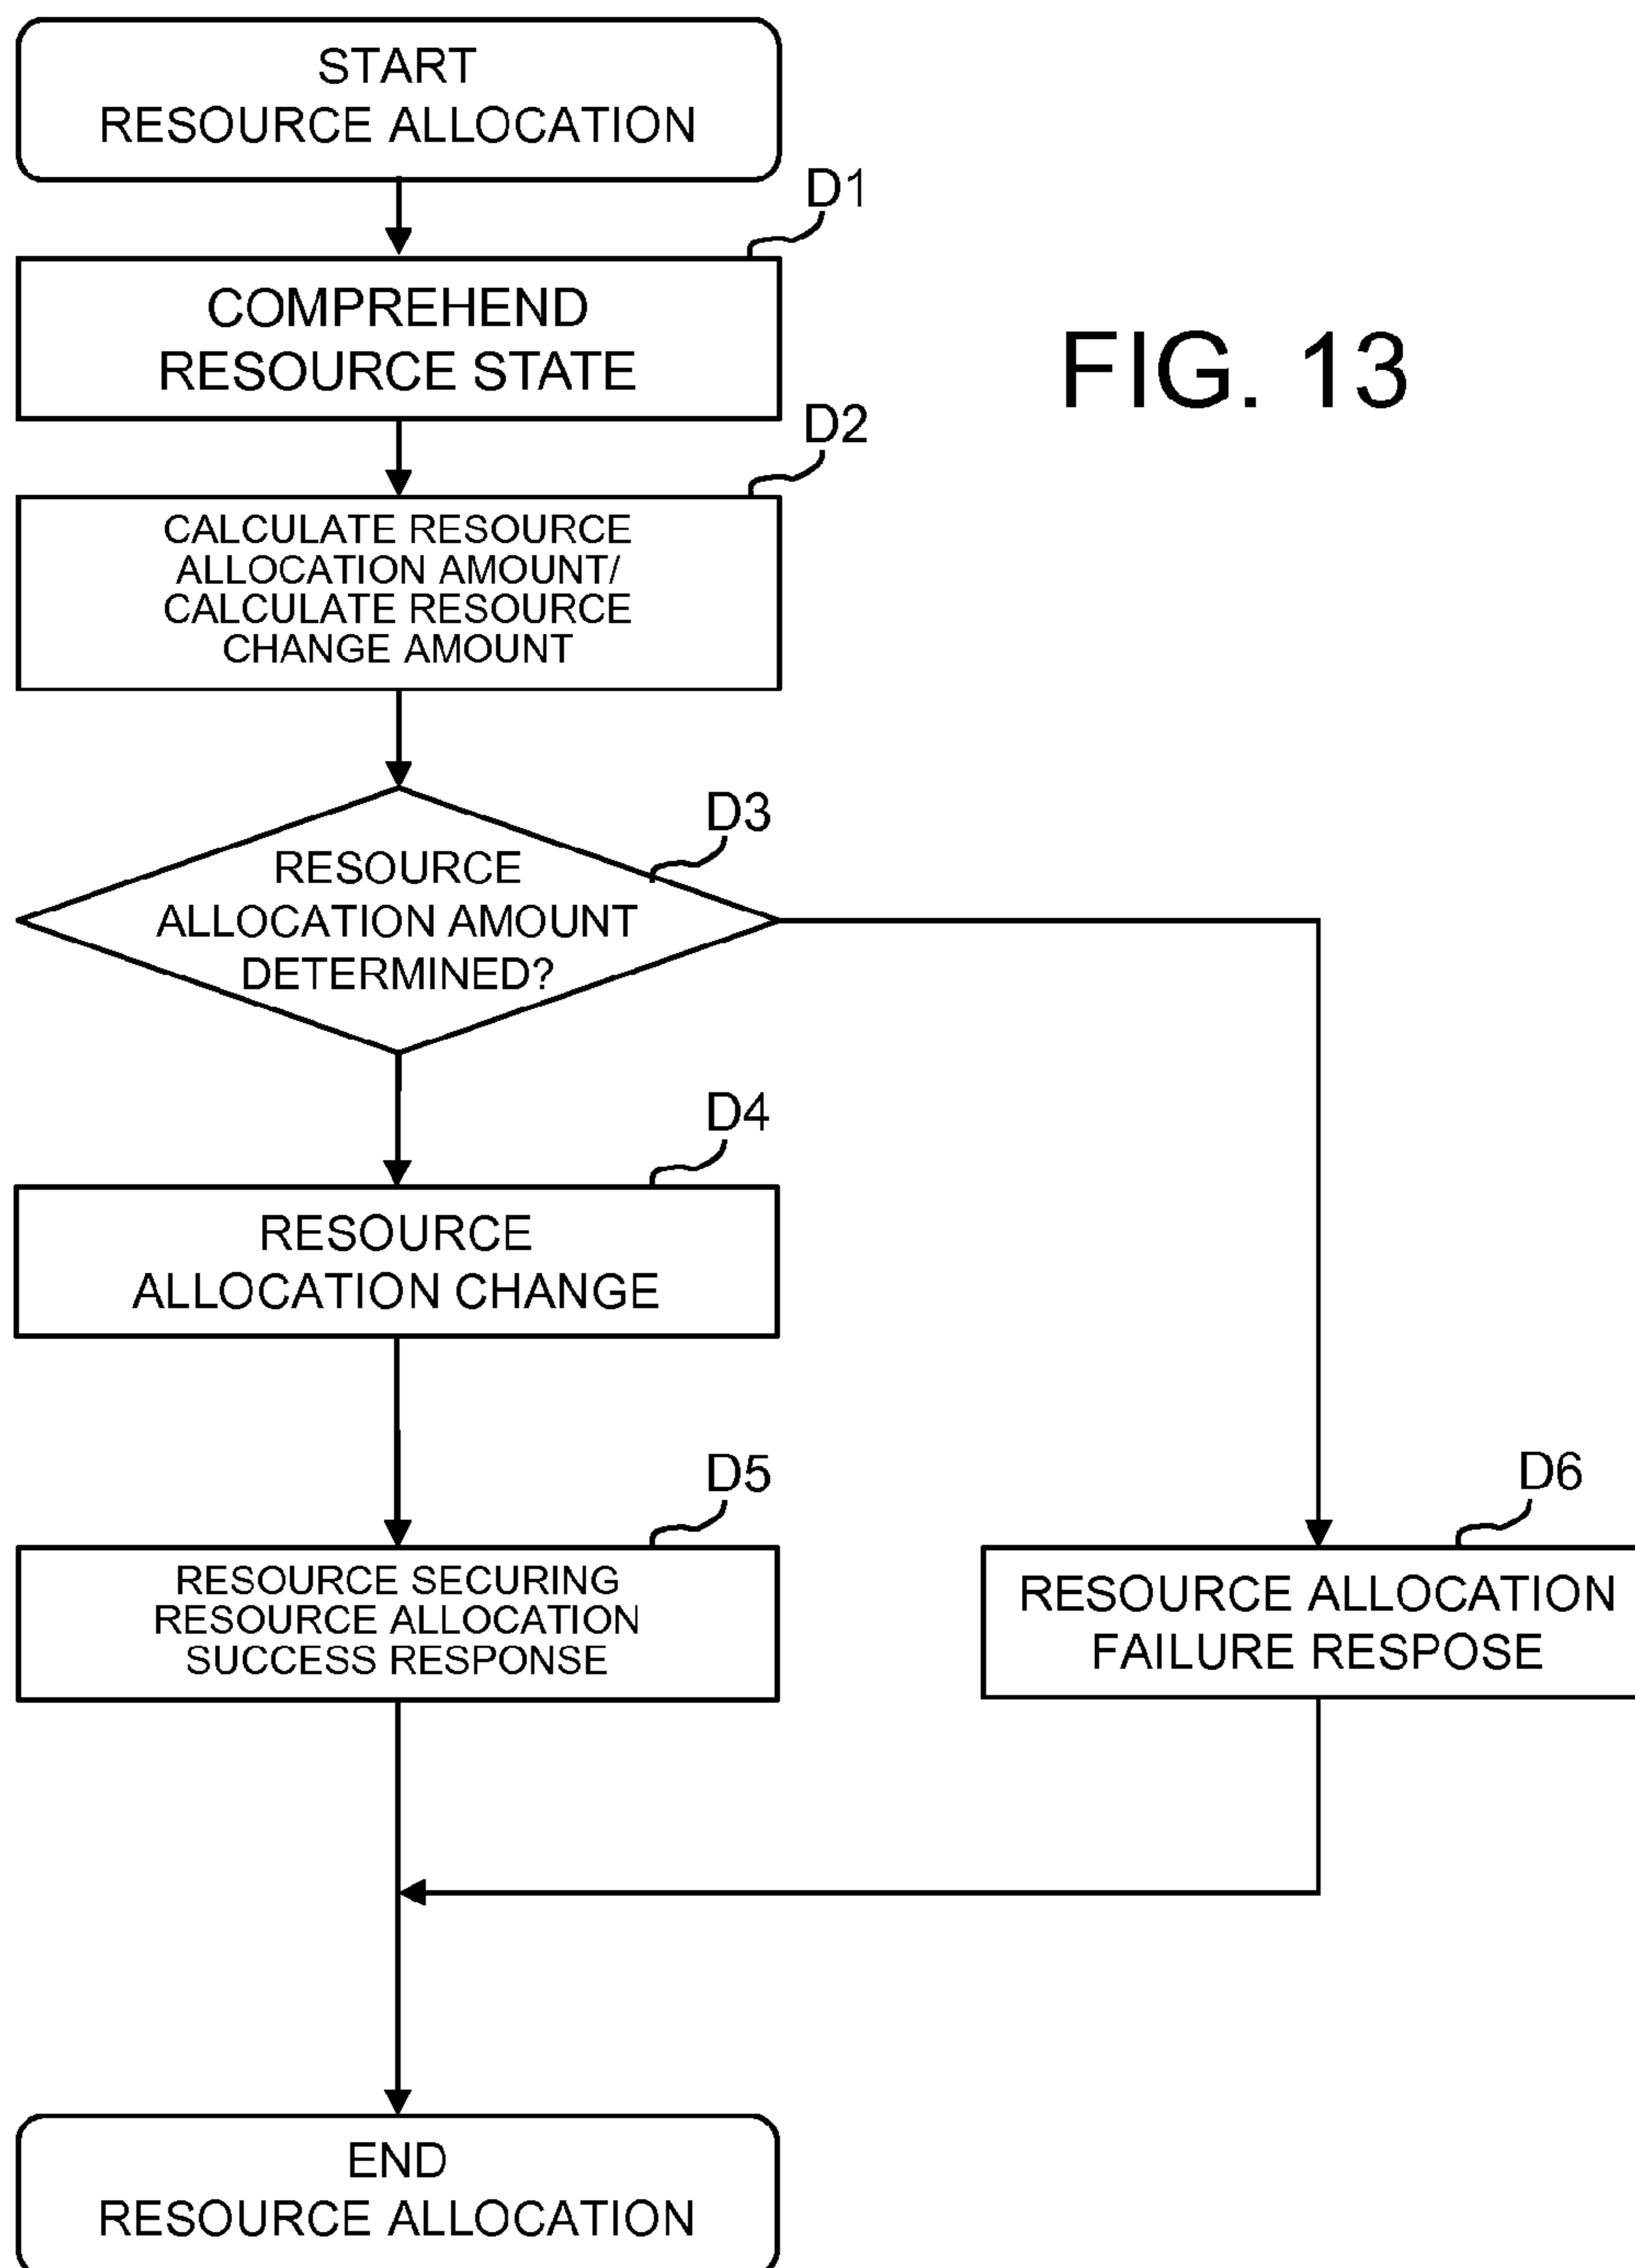 START
RESOURCE ALLOCATION
D1
COMPREHEND
RESOURCE STATE
FIG. 13
D2
CALCULATE RESOURCE
ALLOCATION AMOUNT/
CALCULATE RESOURCE
CHANGE AMOUNT
D3
RESOURCE
ALLOCATION AMOUNT
DETERMINED?
D4
RESOURCE
ALLOCATION CHANGE
D5
RESOURCE SECURING
RESOURCE ALLOCATION
SUCCESS RESPONSE
D6
RESOURCE ALLOCATION
FAILURE RESPOSE
END
RESOURCE ALLOCATION